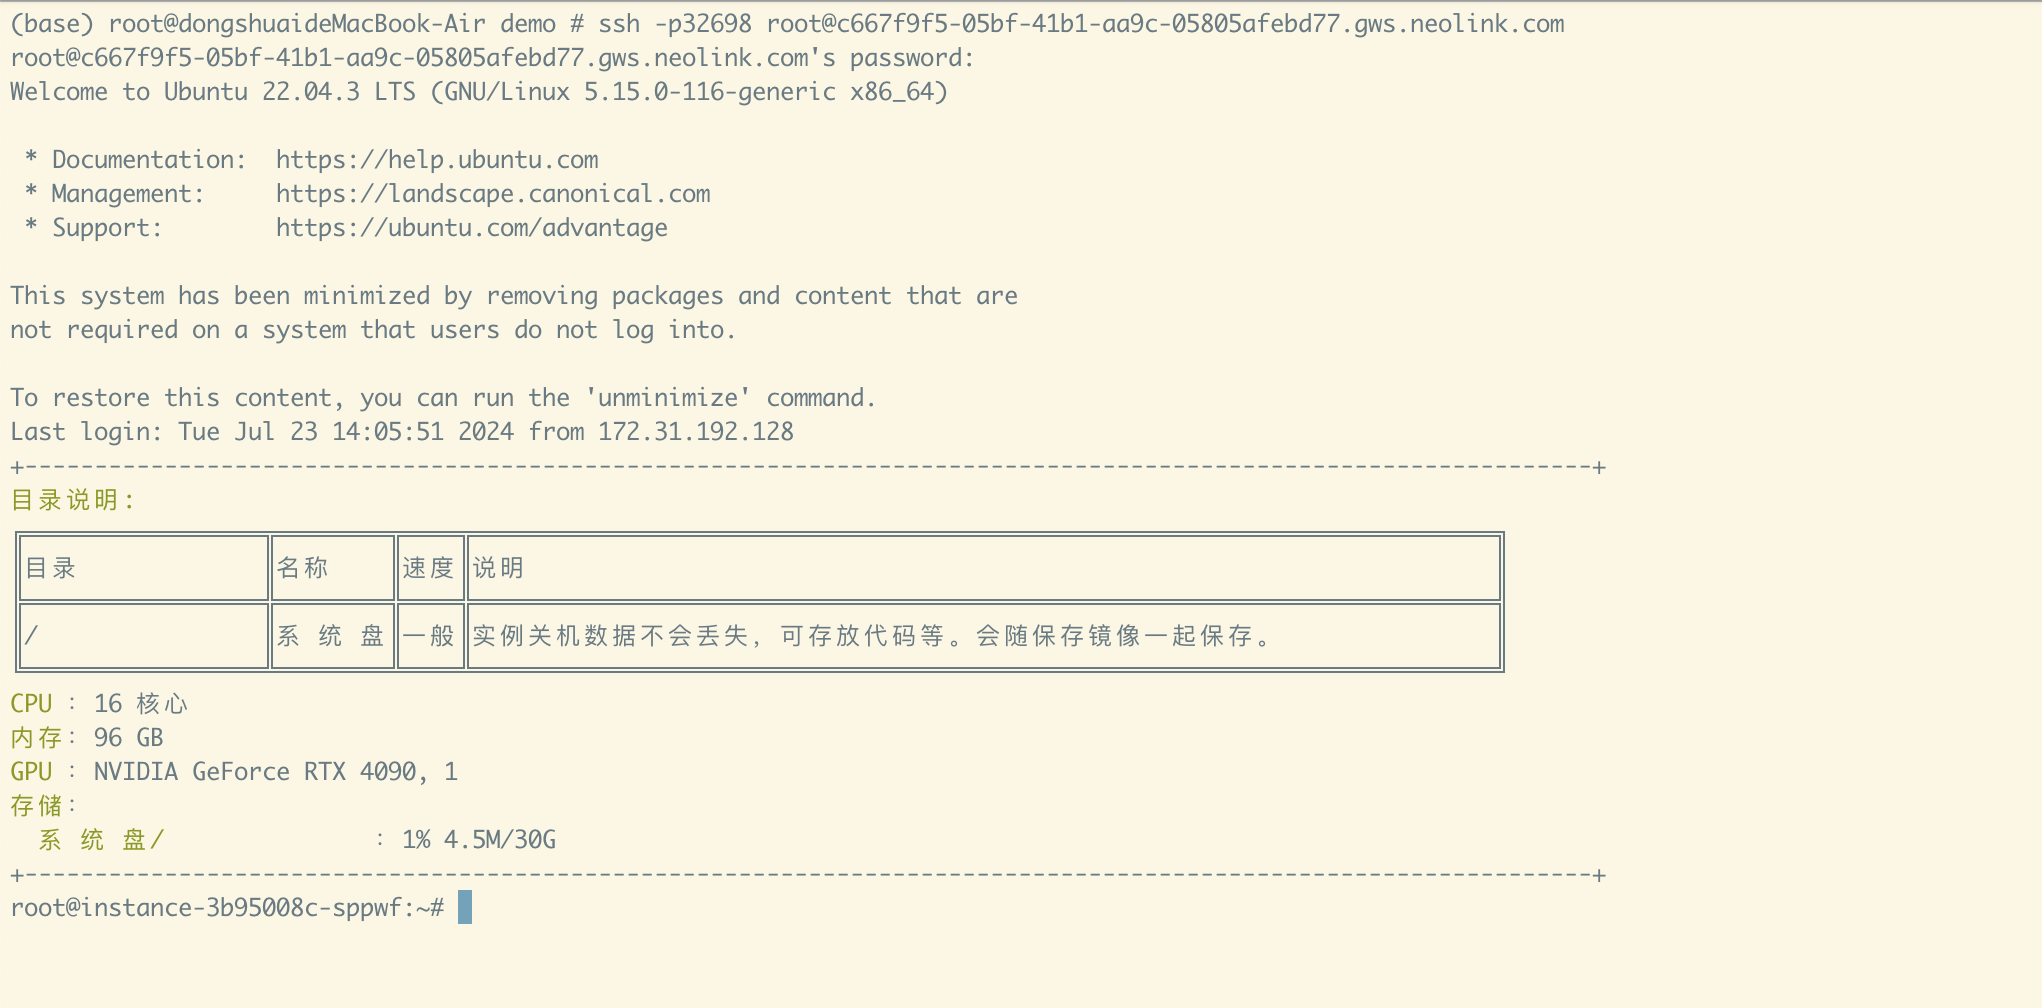 (base) root@dongshuaideMacBook-Air demo # ssh -p32698 root@c667f9f5-05bf-41b1-aa9c-05805afebd77.gws.neolink.com
root@c667f9f5-05bf-41b1-aa9c-05805afebd77.gws.neolink.com's password:
Welcome to Ubuntu 22.04.3 LTS (GNU/Linux 5.15.0-116-generic x86_64)
* Documentation:  https://help.ubuntu.com
* Management:     https://landscape.canonical.com
* Support:        https://ubuntu.com/advantage
This system has been minimized by removing packages and content that are
not required on a system that users do not log into.
To restore this content, you can run the 'unminimize' command.
Last login: Tue Jul 23 14:05:51 2024 from 172.31.192.128
+----------------------------------------------------------------------------------------------------------------+
目录说明:
目录 名称 速度 说明
/ 系 统 盘 一般 实例关机数据不会丢失，可存放代码等。会随保存镜像一起保存。
CPU : 16 核心
内存: 96 GB
GPU : NVIDIA GeForce RTX 4090, 1
存储:
系 统 盘/               : 1% 4.5M/30G
+----------------------------------------------------------------------------------------------------------------+
root@instance-3b95008c-sppwf:~#